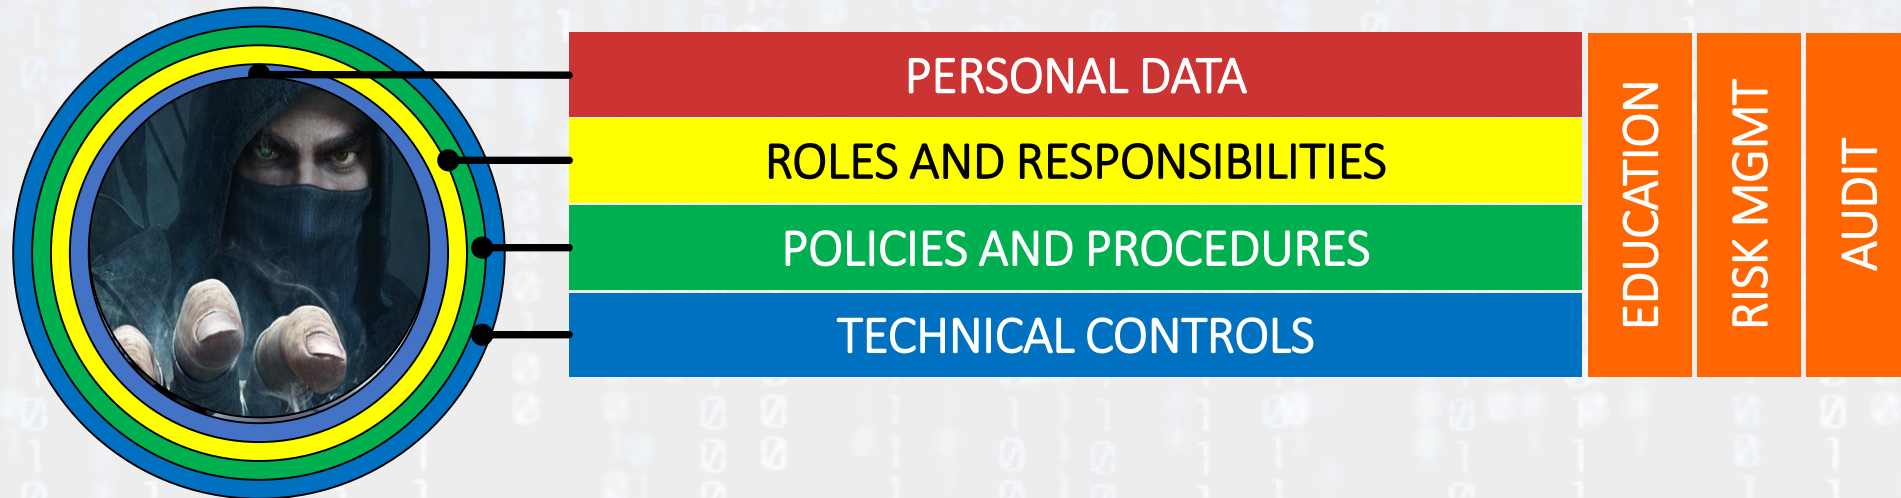 PERSONAL DATA
ROLES AND RESPONSIBILITIES
POLICIES AND PROCEDURES
TECHNICAL CONTROLS
EDUCATION
RISK MGMT
AUDIT